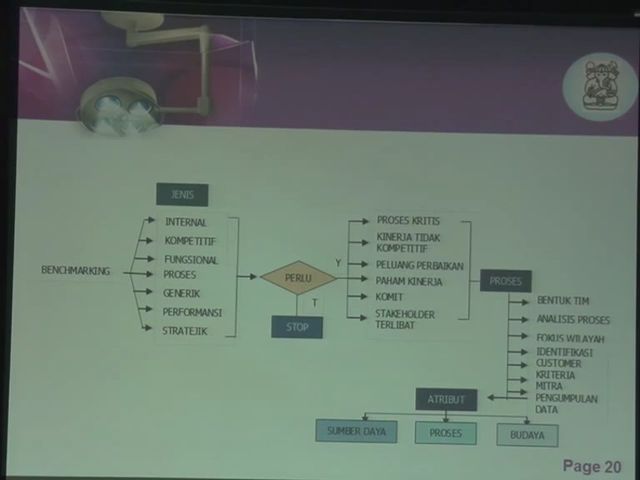 JENIS
BENCHMARKING
INTERNAL
KOMPETITIF
FUNGSIONAL
PROSES
GENERIK
PERFORMANSI
STRATEJIK
PERLU
Y
T
STOP
PROSES KRITIS
KINERJA TIDAK
KOMPETITIF
PELUANG PERBAIKAN
PAHAM KINERJA
KOMIT
STAKEHOLDER
TERLIBAT
PROSES
BENTUK TIM
ANALISIS PROSES
FOKUS WILAYAH
IDENTIFIKASI
CUSTOMER
KRITERIA
MITRA
PENGUMPULAN
DATA
ATRIBUT
SUMBER DAYA
PROSES
BUDAYA
Page 20